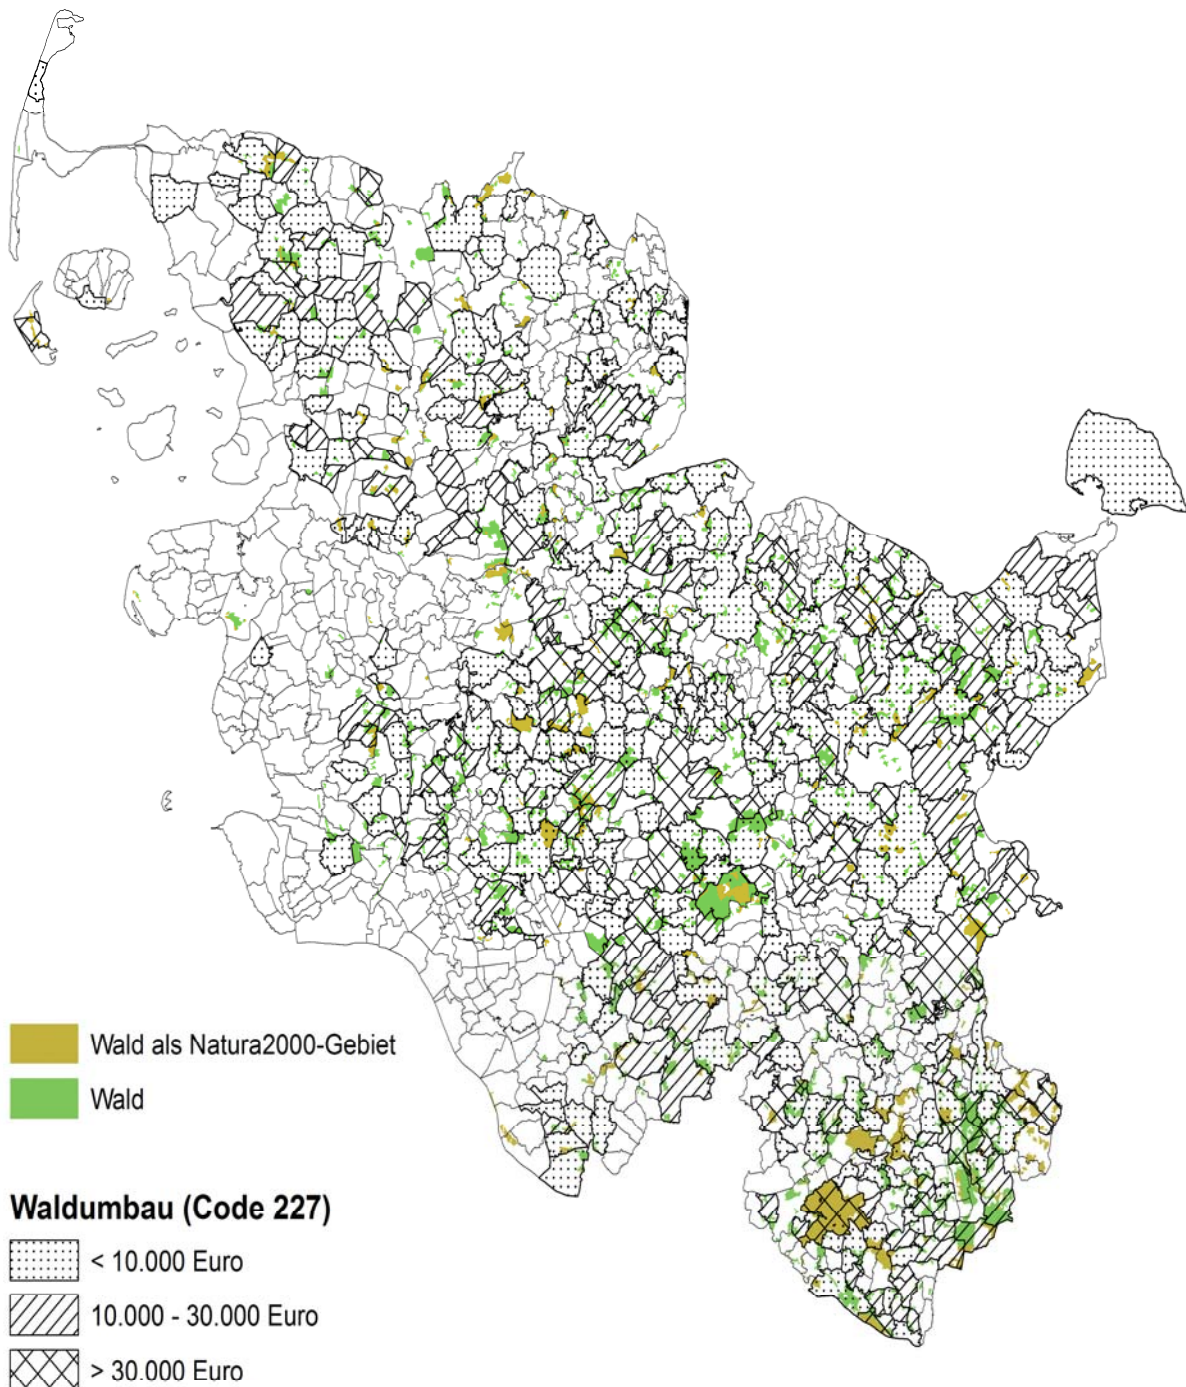 Wald als Natura2000-Gebiet
Wald
Waldumbau (Code 227)
< 10.000 Euro
10.000 - 30.000 Euro
> 30.000 Euro